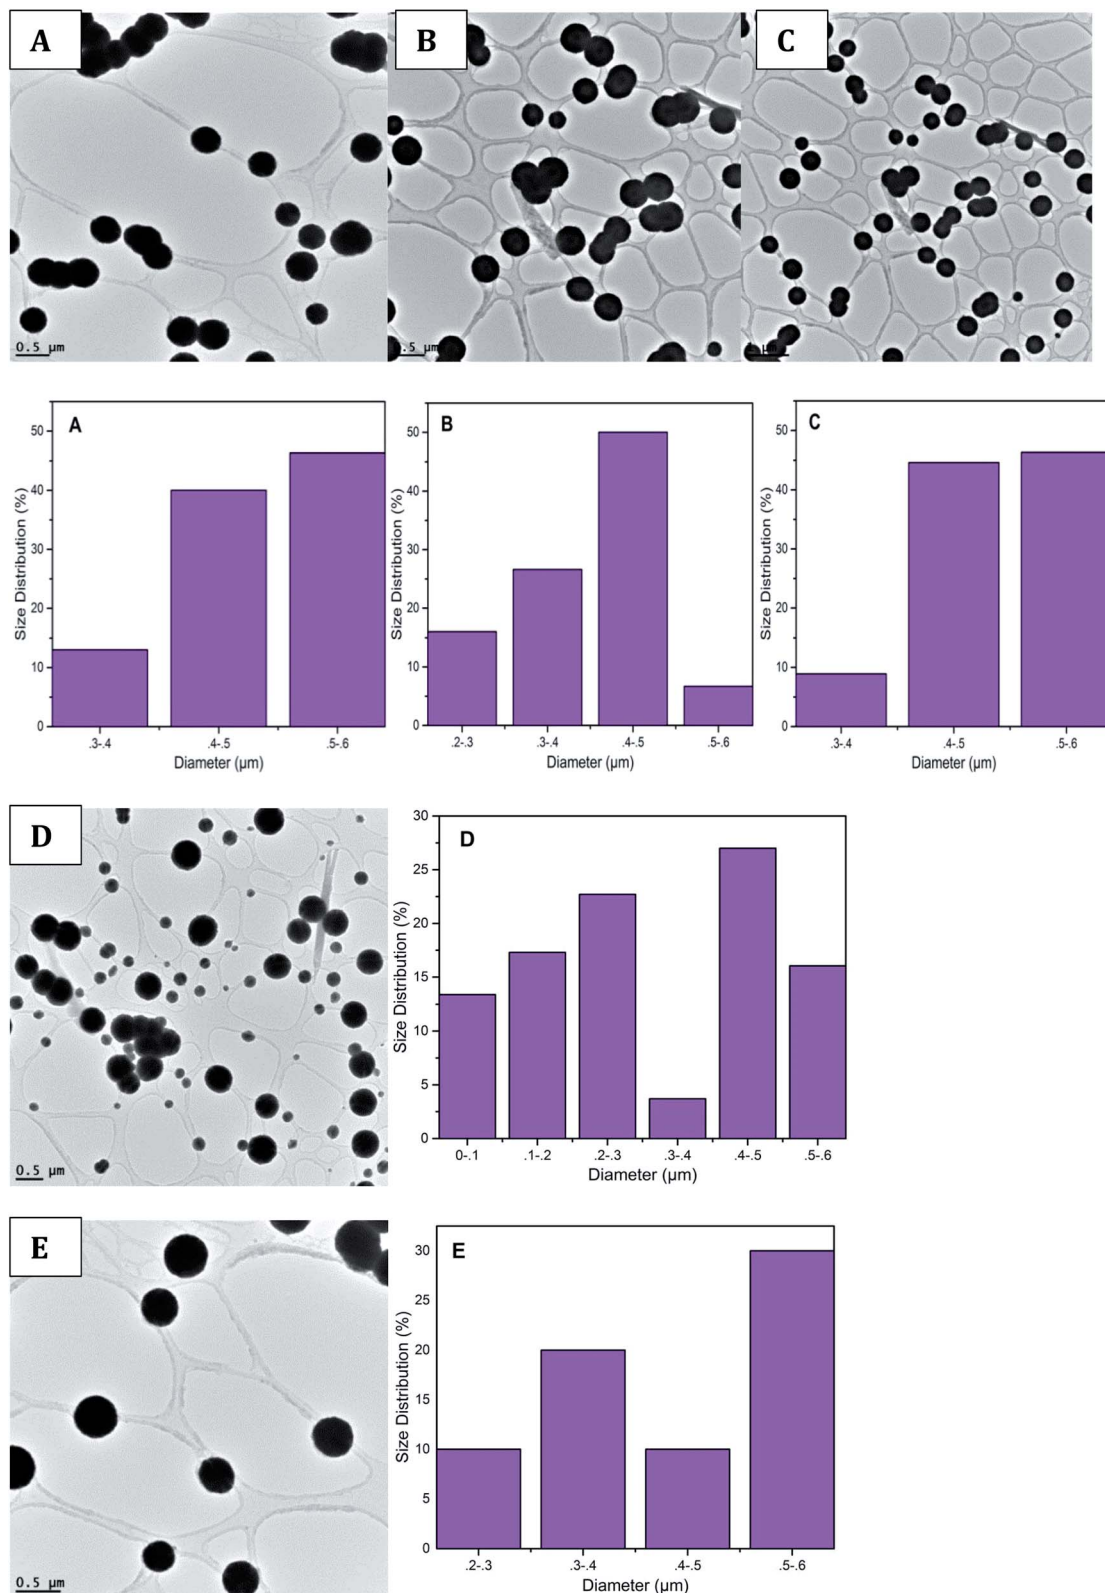 A
B
C
0.5 µm
0.5 µm
1 µm
A
Size Distribution (%)
50
40
30
20
10
0
.3-.4
.4-.5
.5-.6
Diameter (µm)
B
Size Distribution (%)
50
40
30
20
10
0
.2-.3
.3-.4
.4-.5
.5-.6
Diameter (µm)
C
Size Distribution (%)
50
40
30
20
10
0
.3-.4
.4-.5
.5-.6
Diameter (µm)
D
0.5 µm
D
Size Distribution (%)
30
25
20
15
10
5
0
0-.1
.1-.2
.2-.3
.3-.4
.4-.5
.5-.6
Diameter (µm)
E
0.5 µm
E
Size Distribution (%)
30
25
20
15
10
5
0
.2-.3
.3-.4
.4-.5
.5-.6
Diameter (µm)